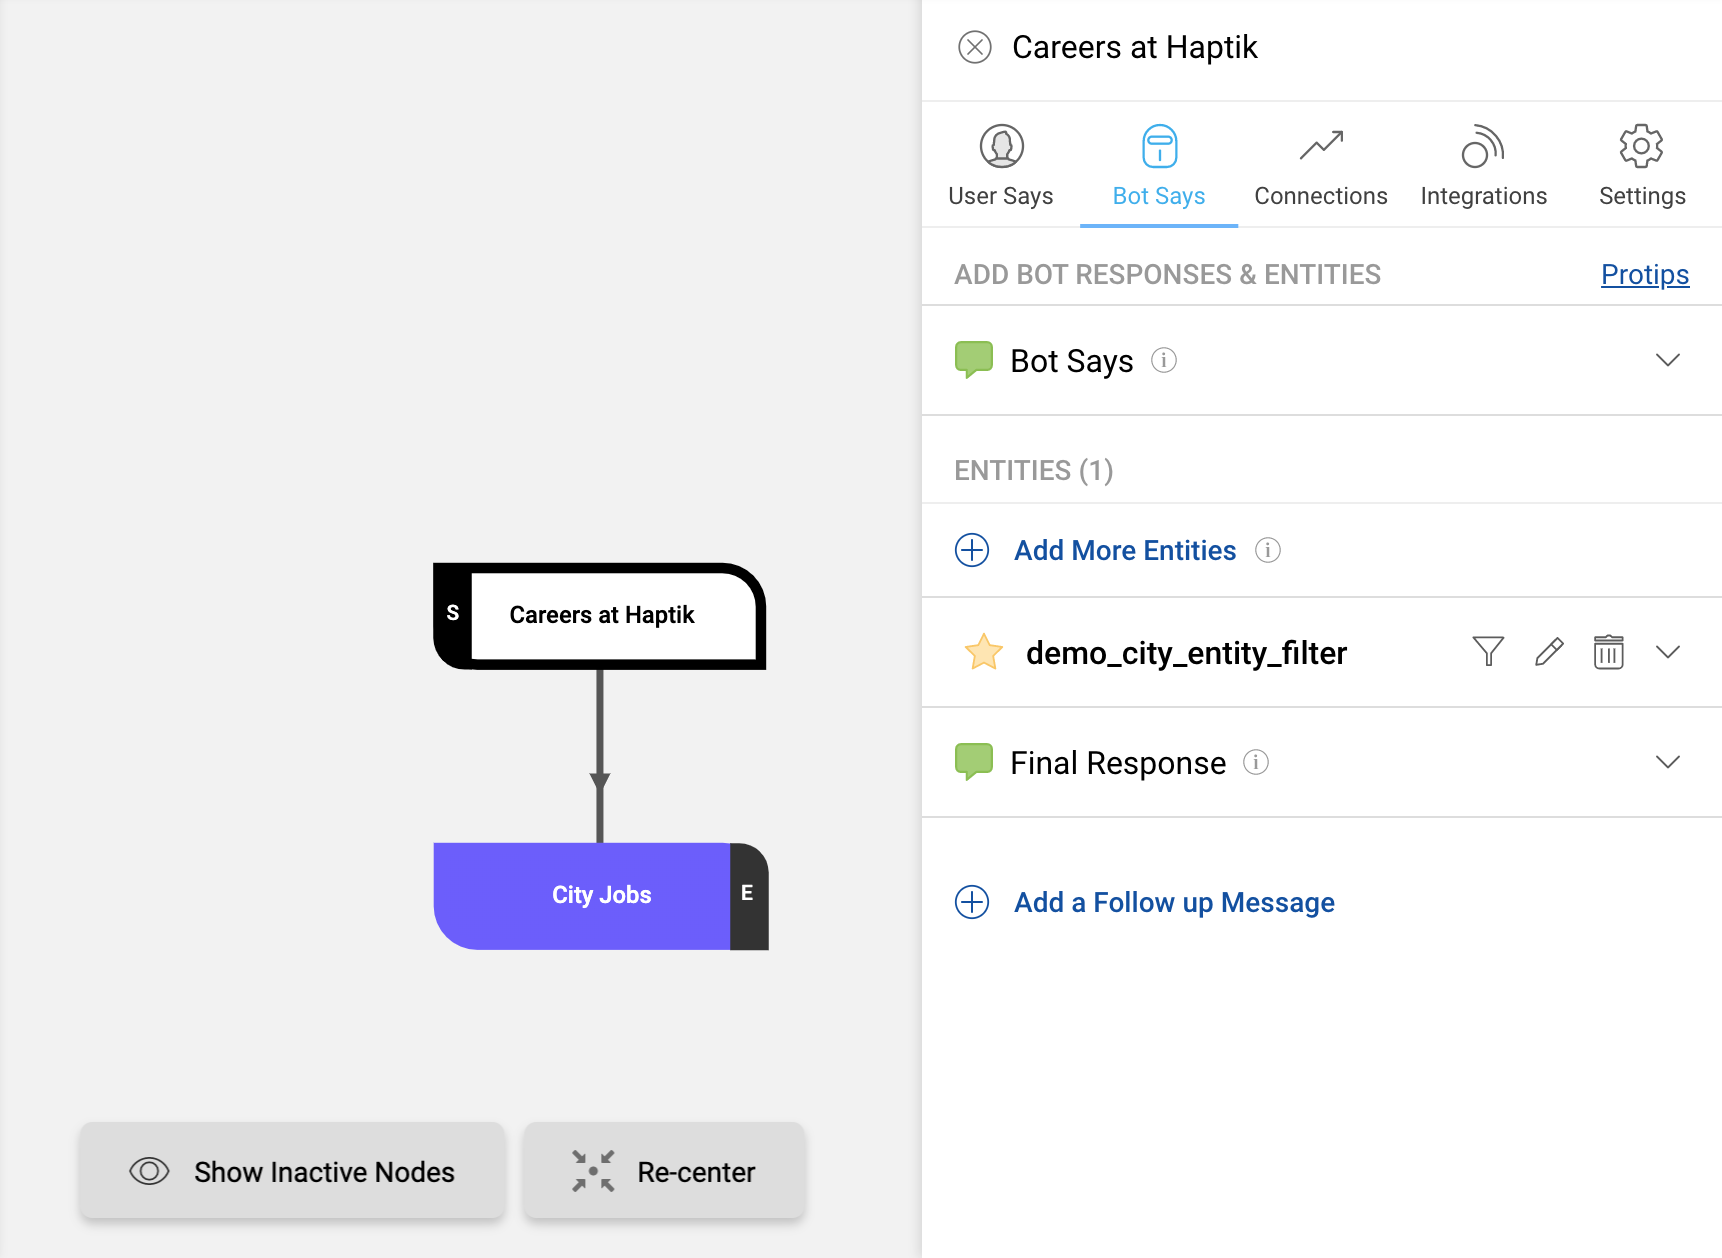 Careers at Haptik
User Says
Bot Says
Connections
Integrations
Settings
ADD BOT RESPONSES & ENTITIES
Protips
Bot Says
ENTITIES (1)
Add More Entities
demo_city_entity_filter
Final Response
Add a Follow up Message
S
Careers at Haptik
City Jobs
E
Show Inactive Nodes
Re-center